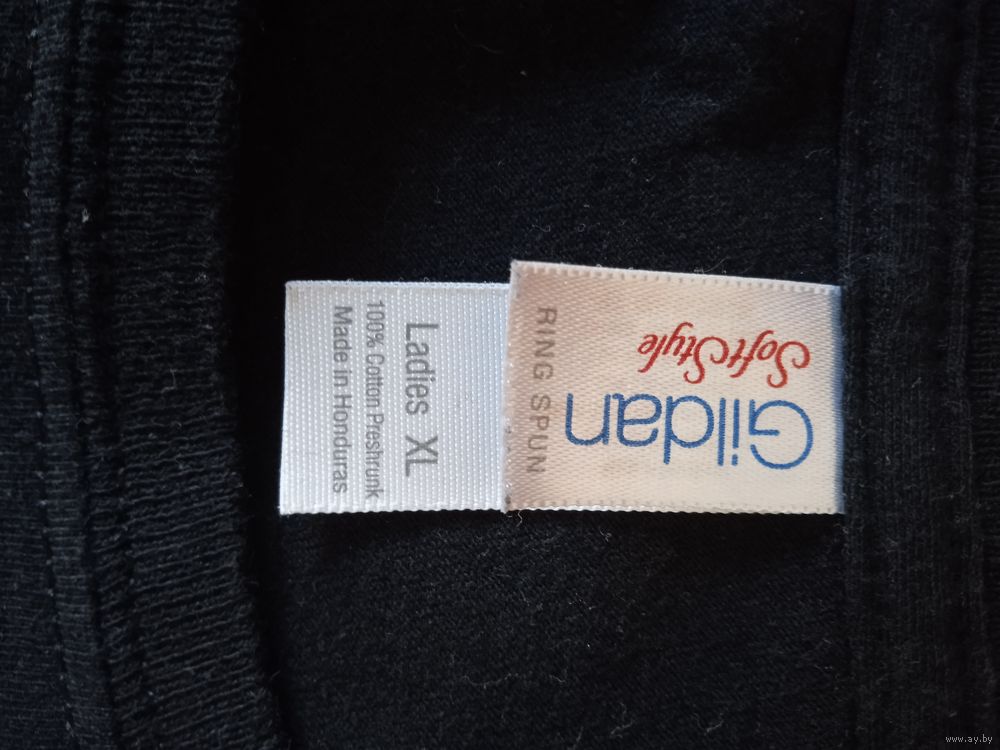 Gildan
SoftStyle
RING SPUN
Ladies XL
100% Cotton Preshrunk
Made in Honduras
www.ay.by